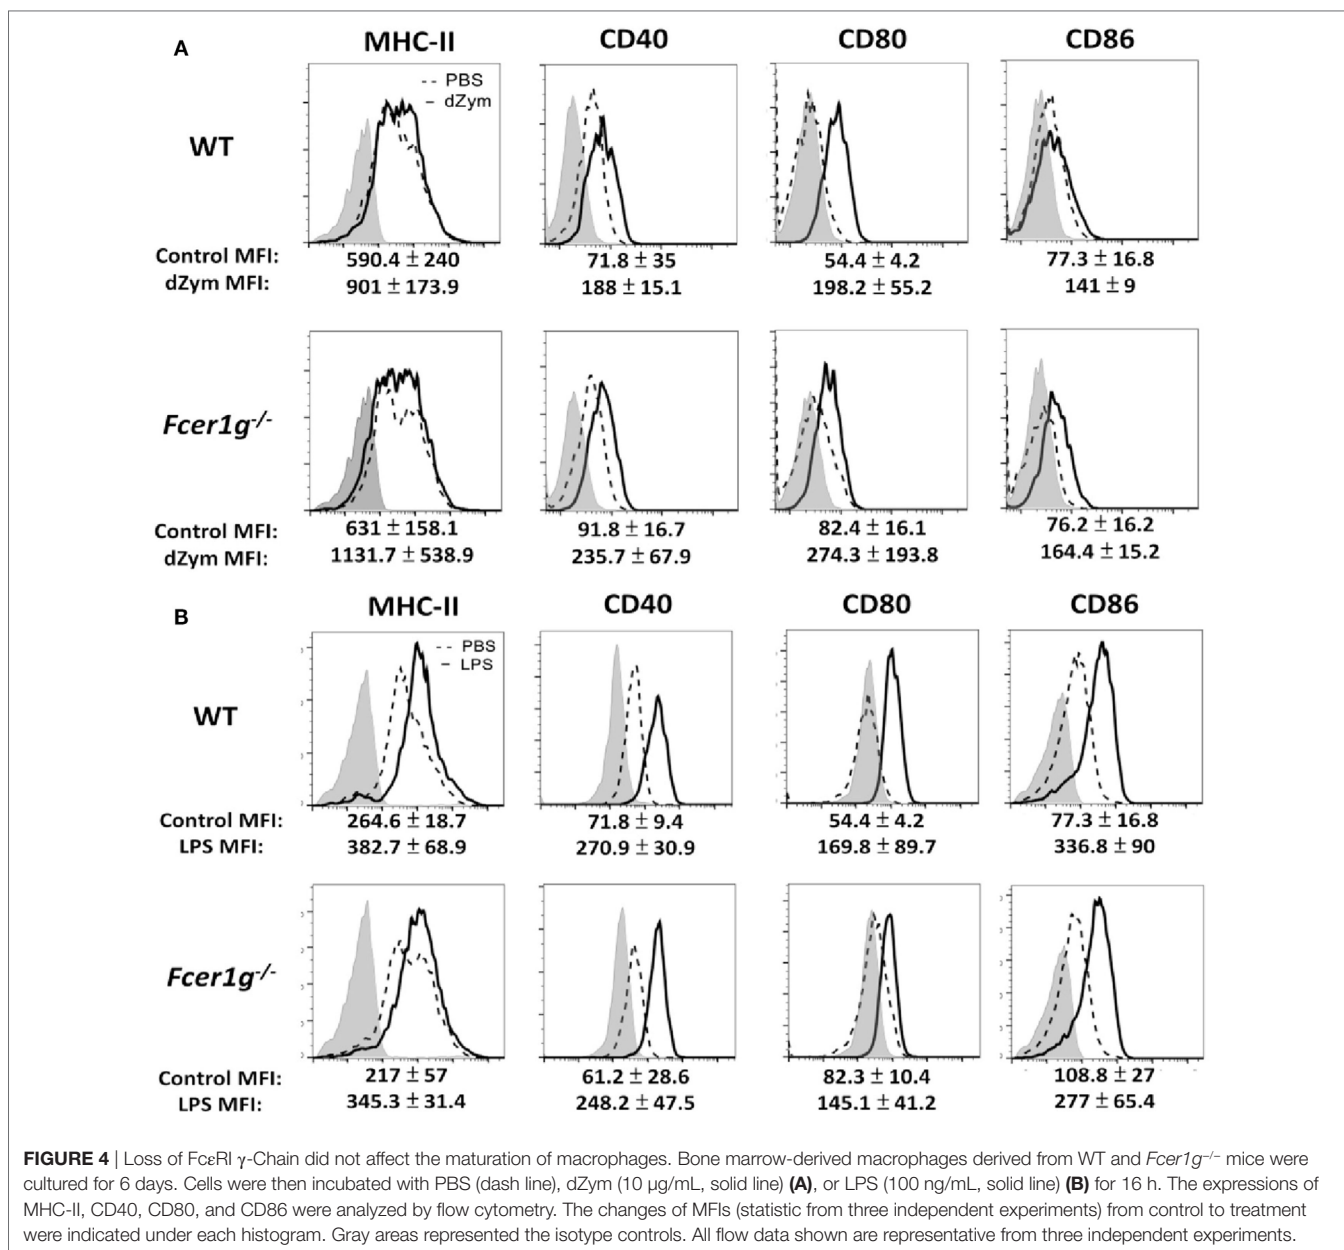 A
MHC-II CD40 CD80 CD86
-- PBS
– dZym
WT
Control MFI: 590.4 ± 240 71.8 ± 35 54.4 ± 4.2 77.3 ± 16.8
dZym MFI: 901 ± 173.9 188 ± 15.1 198.2 ± 55.2 141 ± 9
Fcer1g-/-
Control MFI: 631 ± 158.1 91.8 ± 16.7 82.4 ± 16.1 76.2 ± 16.2
dZym MFI: 1131.7 ± 538.9 235.7 ± 67.9 274.3 ± 193.8 164.4 ± 15.2
B
MHC-II CD40 CD80 CD86
-- PBS
– LPS
WT
Control MFI: 264.6 ± 18.7 71.8 ± 9.4 54.4 ± 4.2 77.3 ± 16.8
LPS MFI: 382.7 ± 68.9 270.9 ± 30.9 169.8 ± 89.7 336.8 ± 90
Fcer1g-/-
Control MFI: 217 ± 57 61.2 ± 28.6 82.3 ± 10.4 108.8 ± 27
LPS MFI: 345.3 ± 31.4 248.2 ± 47.5 145.1 ± 41.2 277 ± 65.4
FIGURE 4 | Loss of FcεRI γ-Chain did not affect the maturation of macrophages. Bone marrow-derived macrophages derived from WT and Fcer1g−/− mice were
cultured for 6 days. Cells were then incubated with PBS (dash line), dZym (10 μg/mL, solid line) (A), or LPS (100 ng/mL, solid line) (B) for 16 h. The expressions of
MHC-II, CD40, CD80, and CD86 were analyzed by flow cytometry. The changes of MFIs (statistic from three independent experiments) from control to treatment
were indicated under each histogram. Gray areas represented the isotype controls. All flow data shown are representative from three independent experiments.